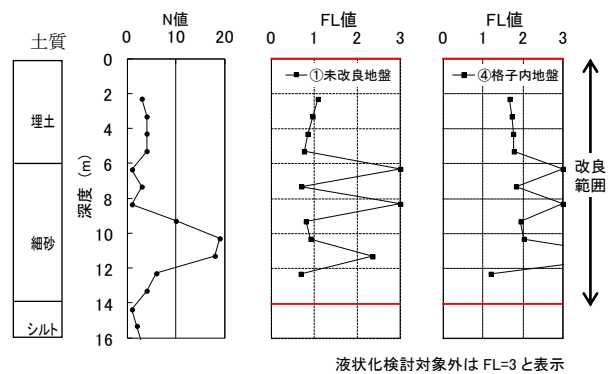 土質
埋土
細砂
シルト
N値
0 10 20
深度 (m)
0
2
4
6
8
10
12
14
16
FL値
0 1 2 3
①未改良地盤
FL値
0 1 2 3
④格子内地盤
改良
範囲
液状化検討対象外は FL=3 と表示